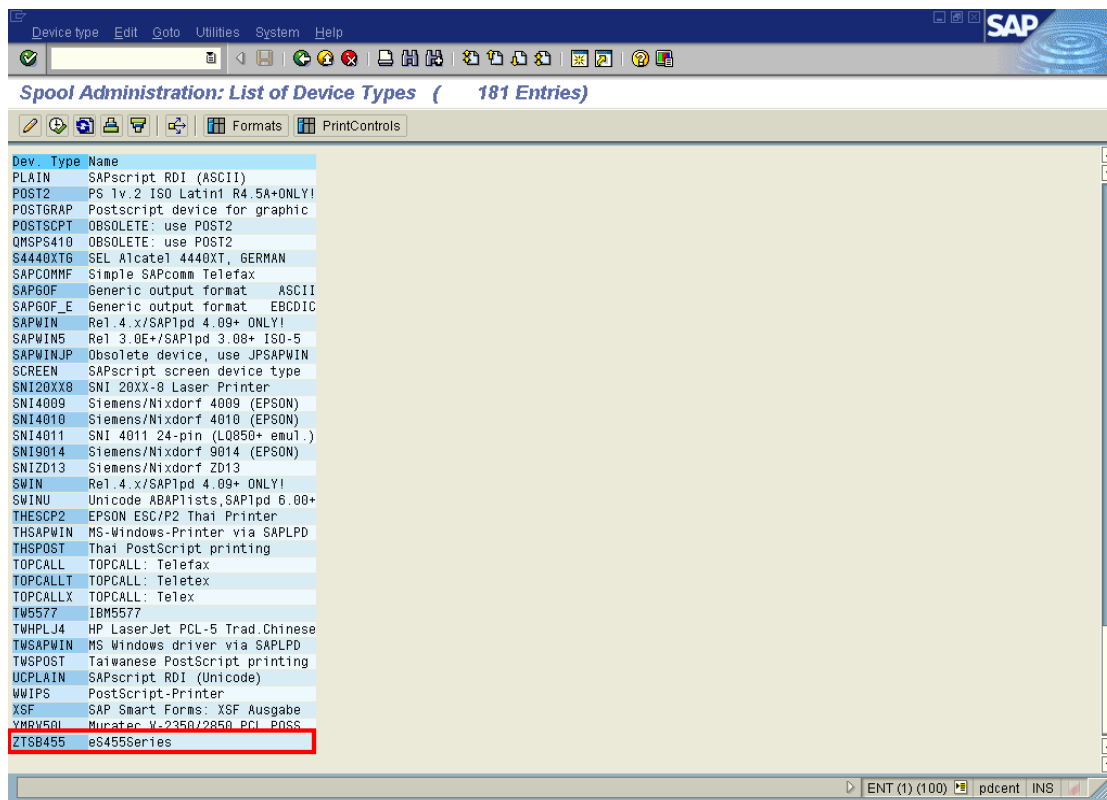 Device type Edit Goto Utilities System Help
SAP
Spool Administration: List of Device Types ( 181 Entries)
Formats PrintControls
Dev. Type Name
PLAIN SAPscript RDI (ASCII)
POST2 PS lv.2 ISO Latin1 R4.5A+ONLY!
POSTGRAP Postscript device for graphic
POSTSCPT OBSOLETE: use POST2
QMSPS410 OBSOLETE: use POST2
S4440XTG SEL Alcatel 4440XT, GERMAN
SAPCOMMF Simple SAPcomm Telefax
SAPGOF Generic output format ASCII
SAPGOF_E Generic output format EBCDIC
SAPWIN Rel.4.x/SAPlpd 4.09+ ONLY!
SAPWIN5 Rel 3.0E+/SAPlpd 3.08+ ISO-5
SAPWINJP Obsolete device, use JPSAPWIN
SCREEN SAPscript screen device type
SNI20XX8 SNI 20XX-8 Laser Printer
SNI4009 Siemens/Nixdorf 4009 (EPSON)
SNI4010 Siemens/Nixdorf 4010 (EPSON)
SNI4011 SNI 4011 24-pin (LQ850+ emul.)
SNI9014 Siemens/Nixdorf 9014 (EPSON)
SNIZD13 Siemens/Nixdorf ZD13
SWIN Rel.4.x/SAPlpd 4.09+ ONLY!
SWINU Unicode ABAPlists,SAPlpd 6.00+
THESCP2 EPSON ESC/P2 Thai Printer
THSAPWIN MS-Windows-Printer via SAPLPD
THSPOST Thai PostScript printing
TOPCALL TOPCALL: Telefax
TOPCALLT TOPCALL: Teletex
TOPCALLX TOPCALL: Telex
TW5577 IBM5577
TWHPLJ4 HP LaserJet PCL-5 Trad.Chinese
TWSAPWIN MS Windows driver via SAPLPD
TWSPOST Taiwanese PostScript printing
UCPLAIN SAPscript RDI (Unicode)
WWIPS PostScript-Printer
XSF SAP Smart Forms: XSF Ausgabe
YMRW50L Muratec V-2350/2850 PCL POSS
ZTSB455 eS455Series
ENT (1) (100) pdcent INS